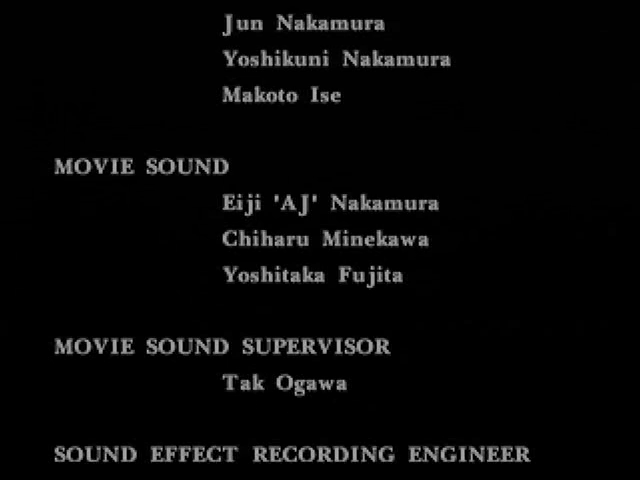 Jun Nakamura
Yoshikuni Nakamura
Makoto Ise
MOVIE SOUND
Eiji 'AJ' Nakamura
Chiharu Minekawa
Yoshitaka Fujita
MOVIE SOUND SUPERVISOR
Tak Ogawa
SOUND EFFECT RECORDING ENGINEER